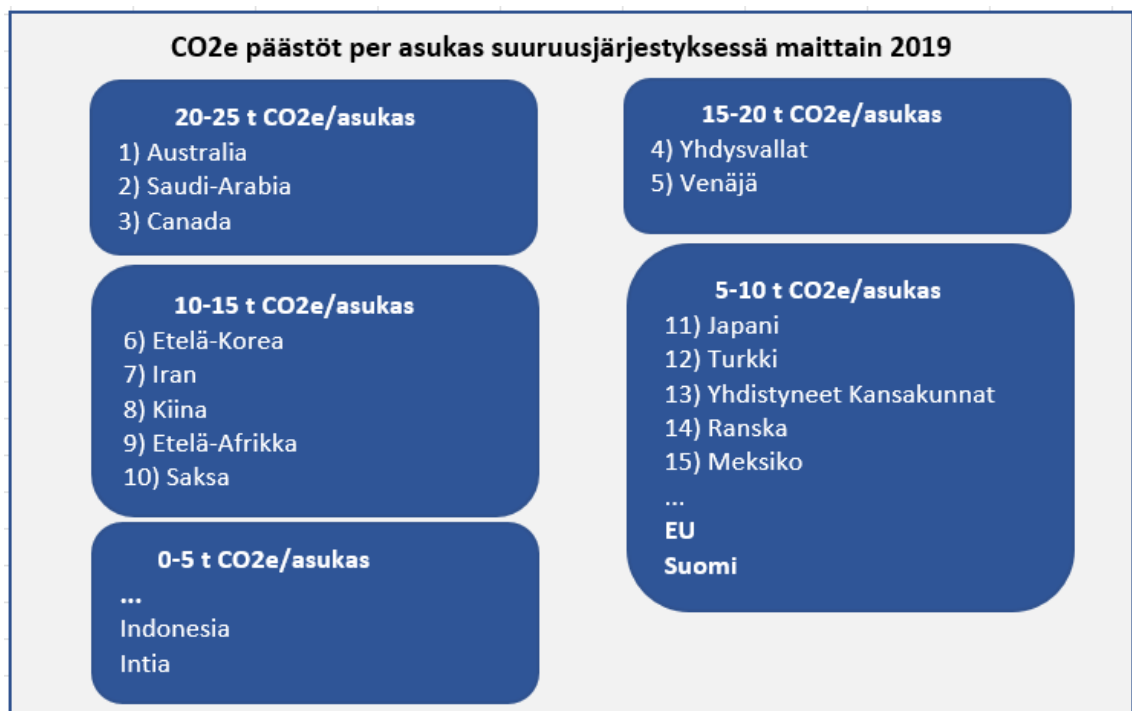 CO2e päästöt per asukas suuruusjärjestyksessä maittain 2019
20-25 t CO2e/asukas
1) Australia
2) Saudi-Arabia
3) Canada
15-20 t CO2e/asukas
4) Yhdysvallat
5) Venäjä
10-15 t CO2e/asukas
6) Etelä-Korea
7) Iran
8) Kiina
9) Etelä-Afrikka
10) Saksa
5-10 t CO2e/asukas
11) Japani
12) Turkki
13) Yhdistyneet Kansakunnat
14) Ranska
15) Meksiko
...
EU
Suomi
0-5 t CO2e/asukas
...
Indonesia
Intia